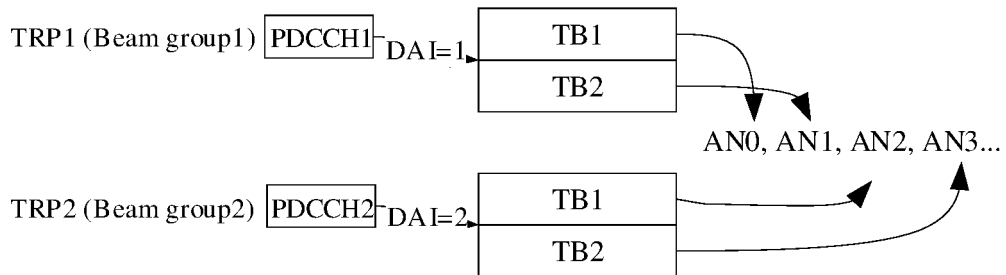 TRP1 (Beam group1) PDCCH1 DAI=1 TB1
TB2
AN0, AN1, AN2, AN3...
TRP2 (Beam group2) PDCCH2 DAI=2 TB1
TB2